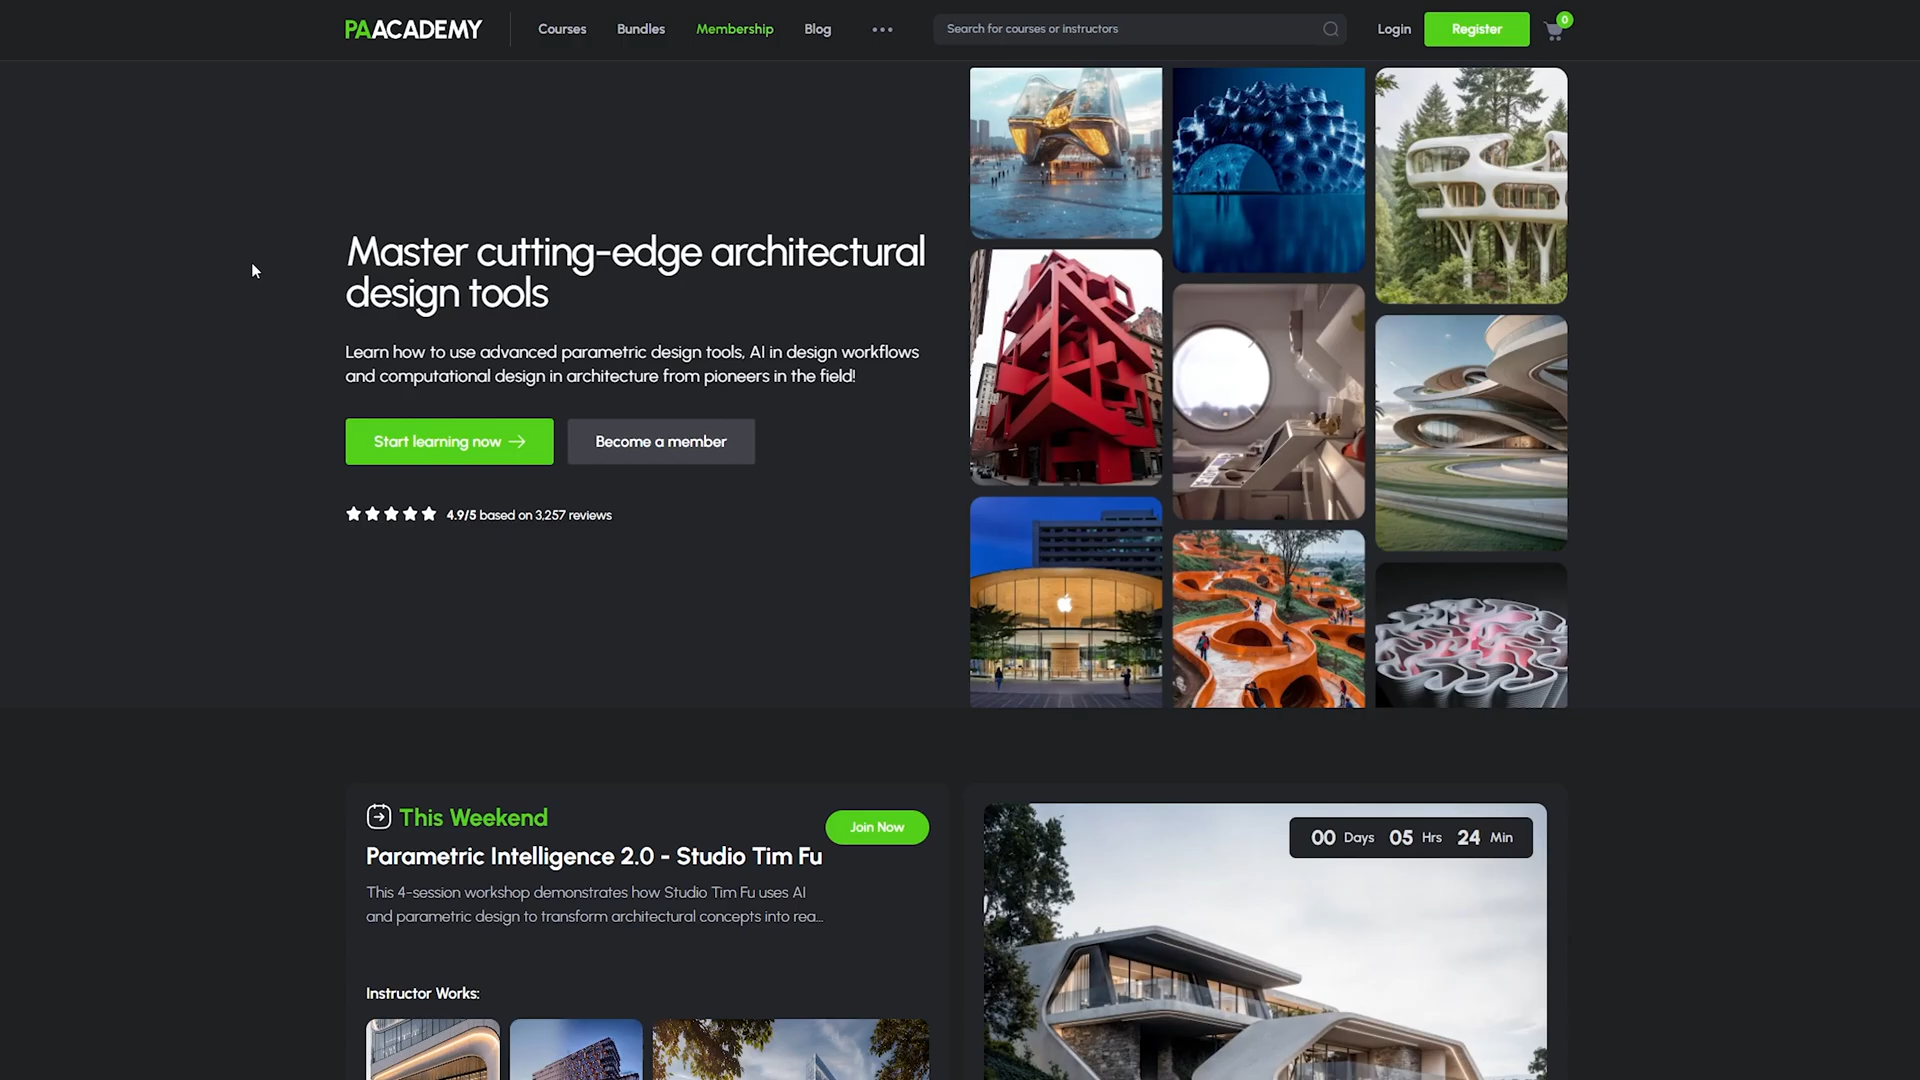 PAACADEMY
Courses
Bundles
Membership
Blog
Search for courses or instructors
Login
Register
0
Master cutting-edge architectural
design tools
Learn how to use advanced parametric design tools, AI in design workflows
and computational design in architecture from pioneers in the field!
Start learning now
Become a member
4.9/5 based on 3,257 reviews
This Weekend
Join Now
Parametric Intelligence 2.0 - Studio Tim Fu
This 4-session workshop demonstrates how Studio Tim Fu uses AI
and parametric design to transform architectural concepts into rea...
Instructor Works:
00 Days 05 Hrs 24 Min